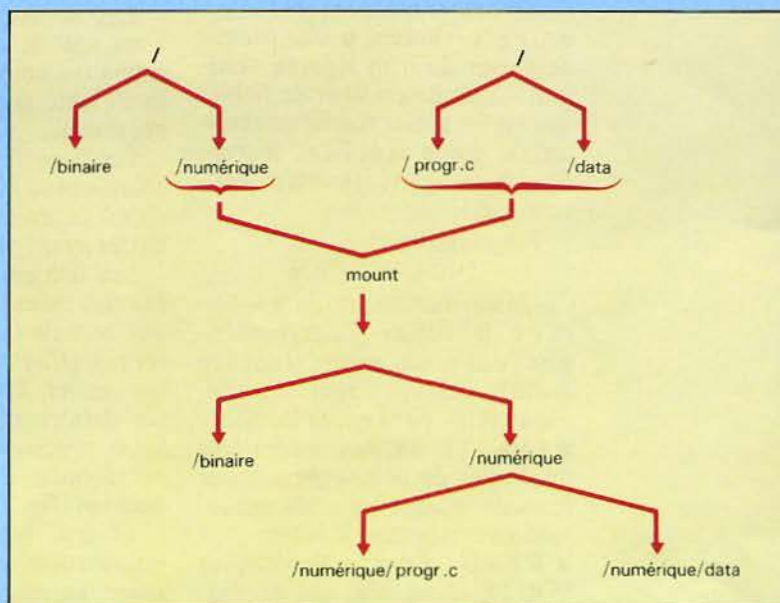 / /
/binaire /numérique / progr.c /data
mount
/binaire /numérique
/numérique/progr.c /numérique/data